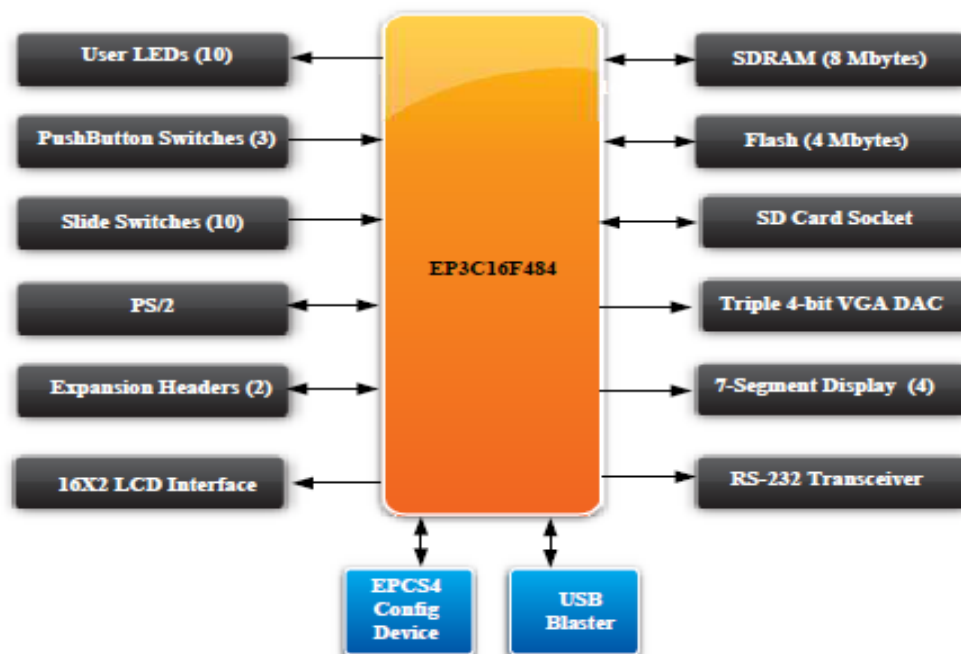 User LEDs (10)
PushButton Switches (3)
Slide Switches (10)
PS/2
Expansion Headers (2)
16X2 LCD Interface
EP3C16F484
SDRAM (8 Mbytes)
Flash (4 Mbytes)
SD Card Socket
Triple 4-bit VGA DAC
7-Segment Display (4)
RS-232 Transceiver
EPCS4
Config
Device
USB
Blaster